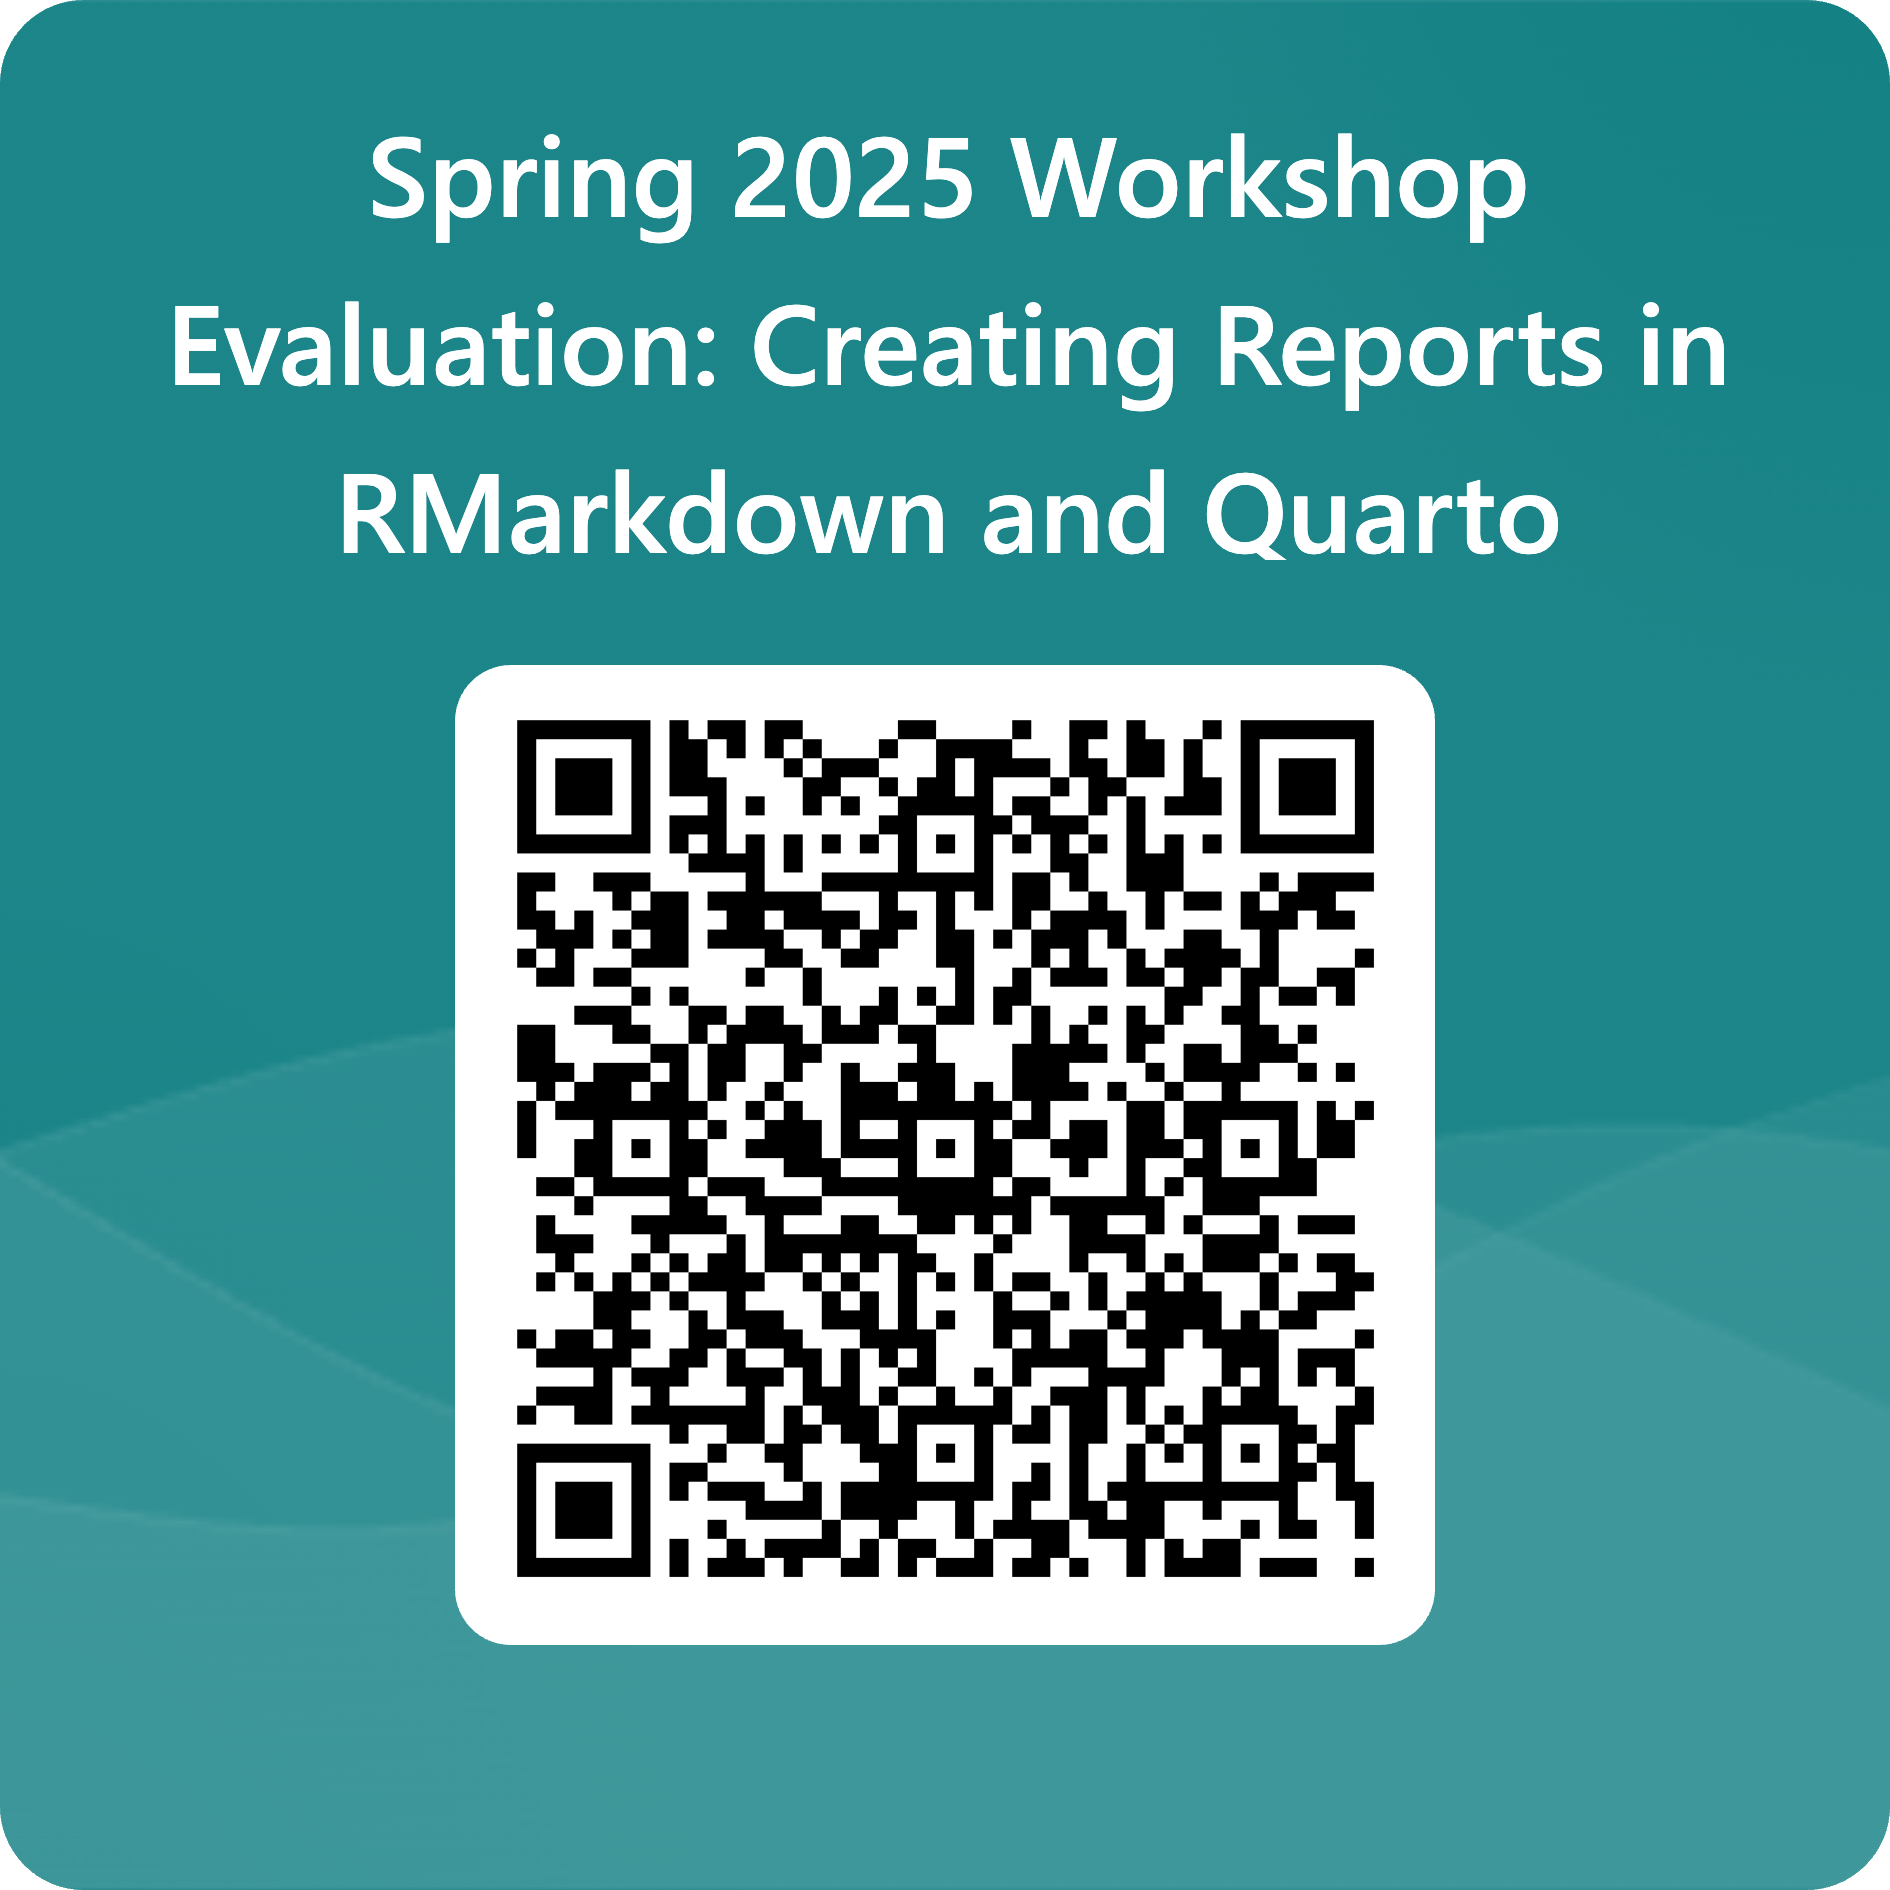 Spring 2025 Workshop
Evaluation: Creating Reports in
RMarkdown and Quarto